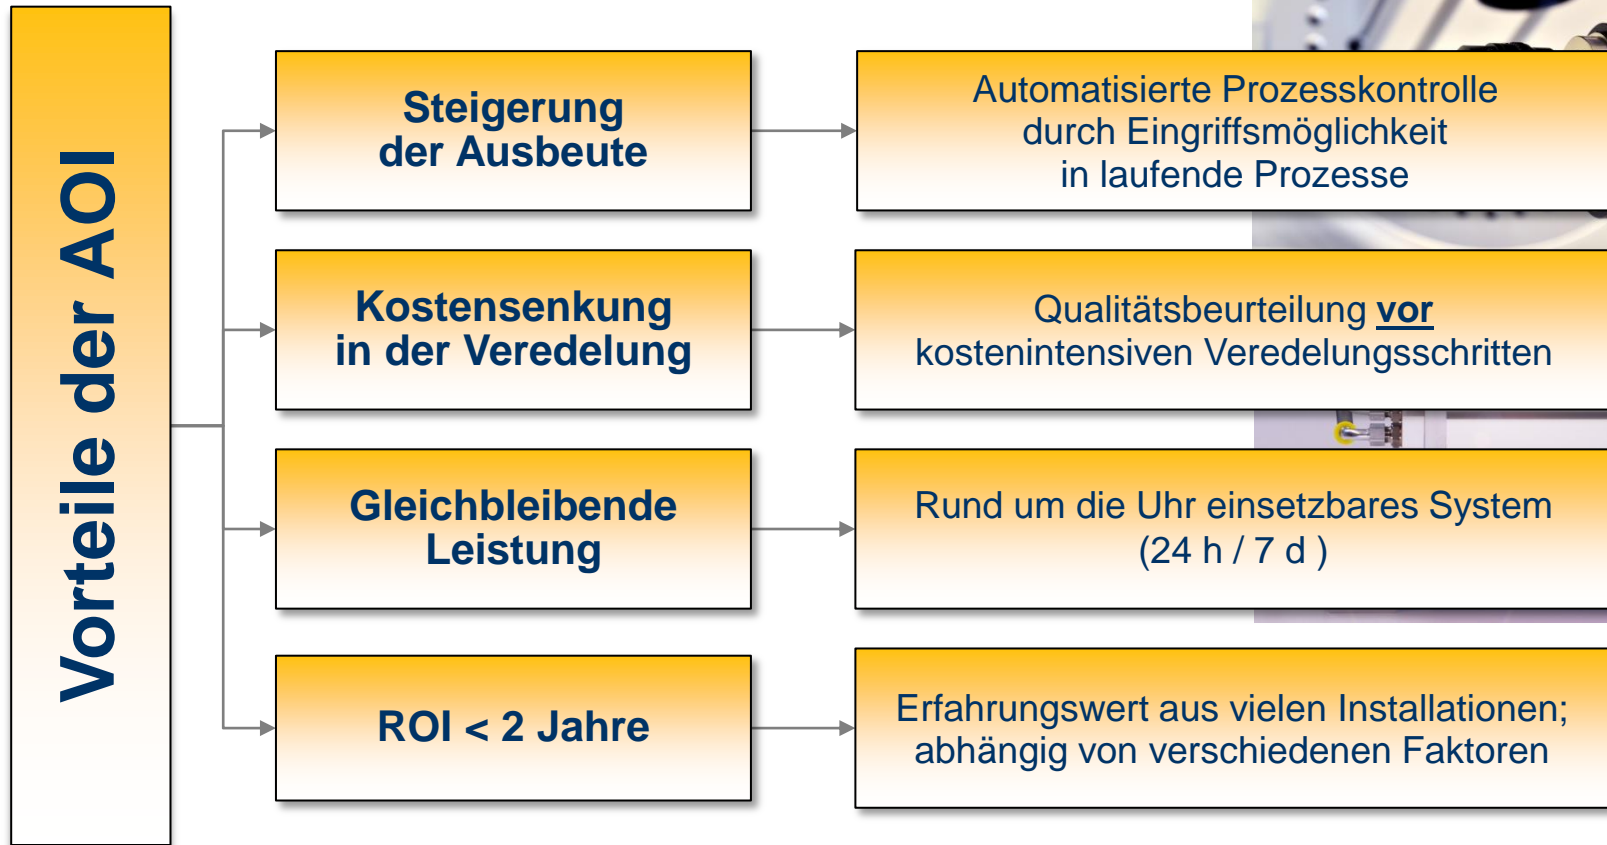 Vorteile der AOI
Steigerung
der Ausbeute
Automatisierte Prozesskontrolle
durch Eingriffsmöglichkeit
in laufende Prozesse
Kostensenkung
in der Veredelung
Qualitätsbeurteilung vor
kostenintensiven Veredelungsschritten
Gleichbleibende
Leistung
Rund um die Uhr einsetzbares System
(24 h / 7 d )
ROI < 2 Jahre
Erfahrungswert aus vielen Installationen;
abhängig von verschiedenen Faktoren